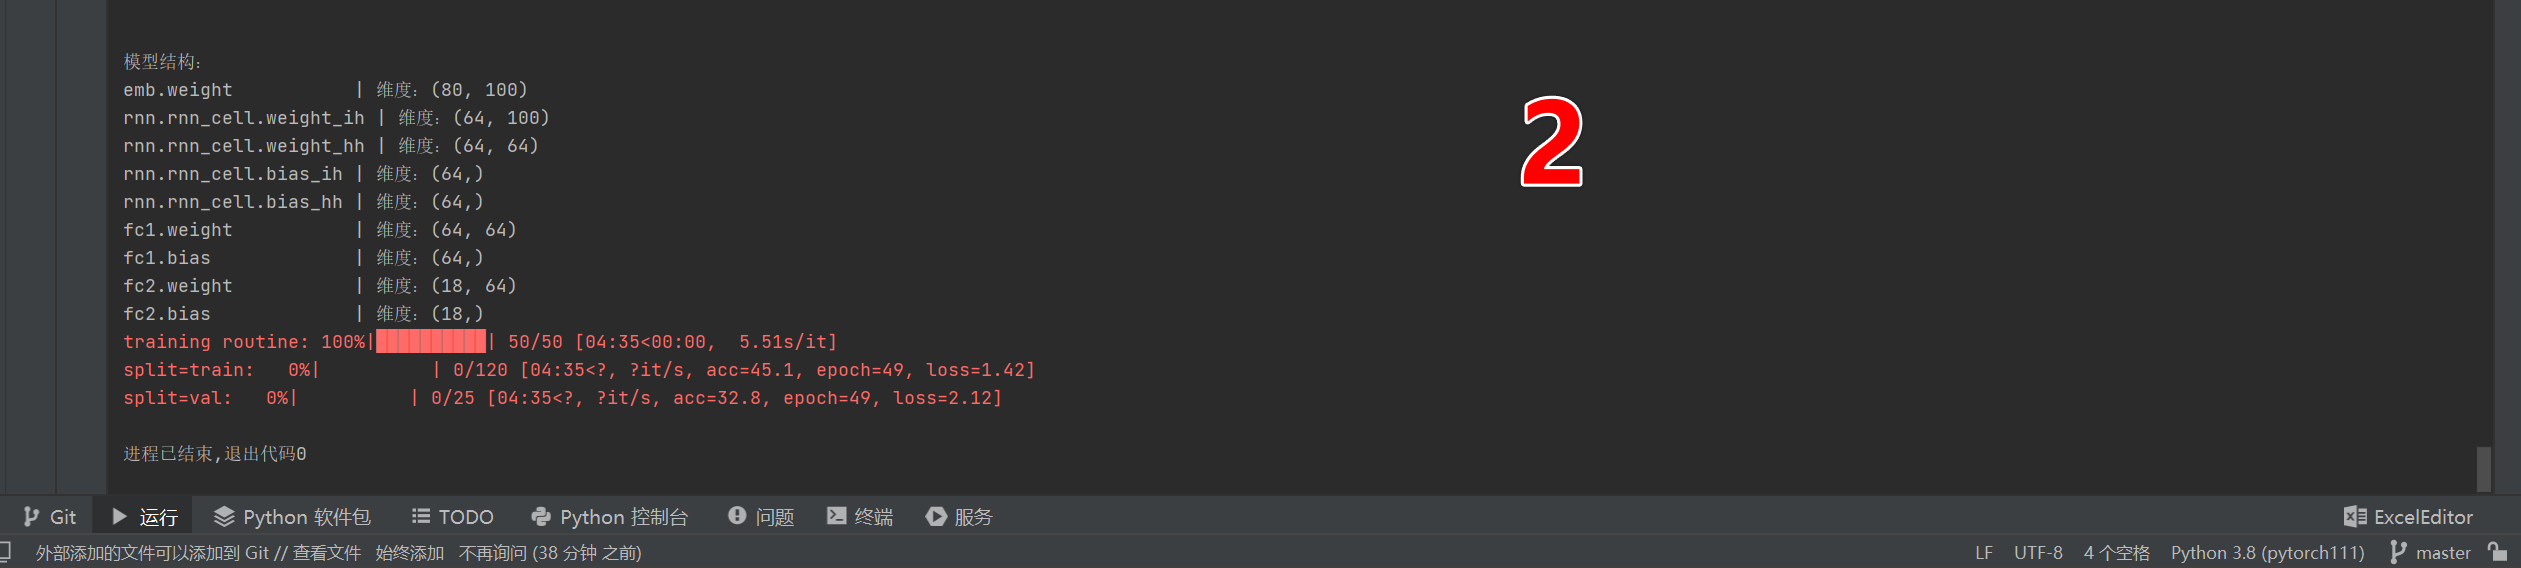 模型结构：
emb.weight           | 维度：(80, 100)
rnn.rnn_cell.weight_ih | 维度：(64, 100)
rnn.rnn_cell.weight_hh | 维度：(64, 64)
rnn.rnn_cell.bias_ih | 维度：(64,)
rnn.rnn_cell.bias_hh | 维度：(64,)
fc1.weight           | 维度：(64, 64)
fc1.bias             | 维度：(64,)
fc2.weight           | 维度：(18, 64)
fc2.bias             | 维度：(18,)
training routine: 100%|██████████| 50/50 [04:35<00:00,  5.51s/it]
split=train:   0%|          | 0/120 [04:35<?, ?it/s, acc=45.1, epoch=49, loss=1.42]
split=val:   0%|          | 0/25 [04:35<?, ?it/s, acc=32.8, epoch=49, loss=2.12]
进程已结束,退出代码0
2
Git 运行 Python 软件包 TODO Python 控制台 问题 终端 服务 ExcelEditor
外部添加的文件可以添加到 Git // 查看文件 始终添加 不再询问 (38 分钟 之前) LF UTF-8 4 个空格 Python 3.8 (pytorch111) master